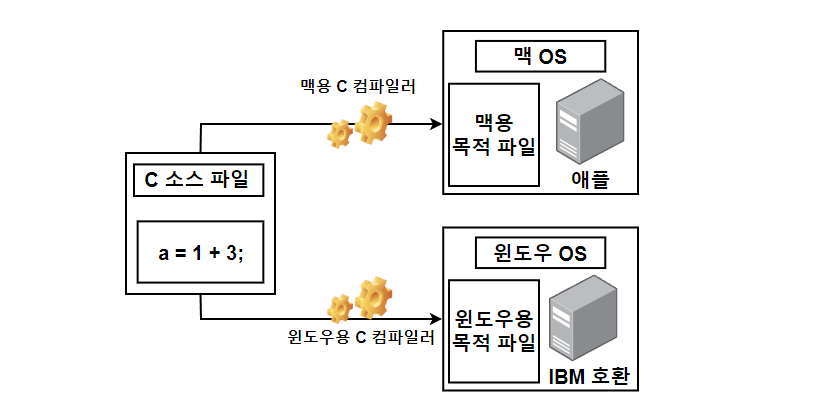 맥 OS
맥용 C 컴파일러
맥용
목적 파일
애플
C 소스 파일
a = 1 + 3;
윈도우 OS
윈도우용
목적 파일
윈도우용 C 컴파일러
IBM 호환